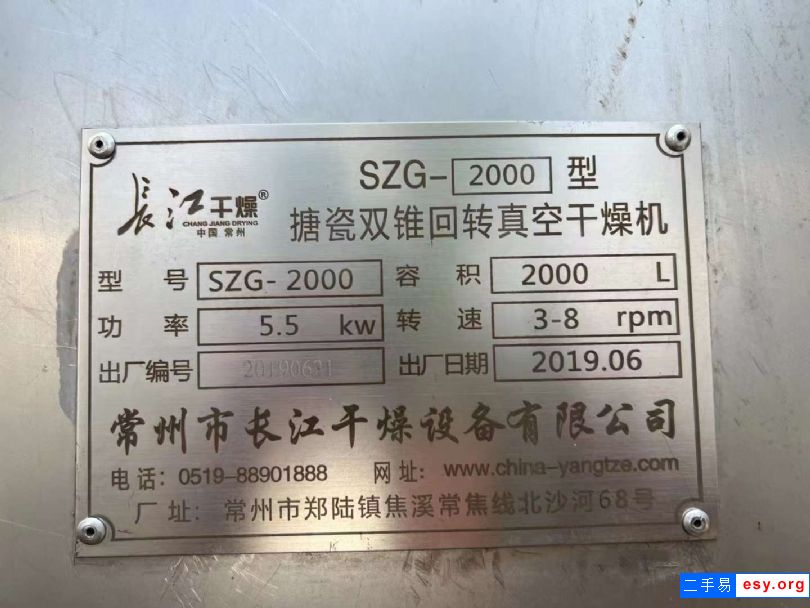 SZG-2000 型
长江干燥®
CHANG JIANG DRYING
中国 常州
搪瓷双锥回转真空干燥机
型号 SZG-2000 容积 2000 L
功率 5.5 kw 转速 3-8 rpm
出厂编号 出厂日期 2019.06
常州市长江干燥设备有限公司
电话：0519-88901888 网址：www.china-yangtze.com
厂址：常州市郑陆镇焦溪常焦线北沙河68号
二手易 esy.org